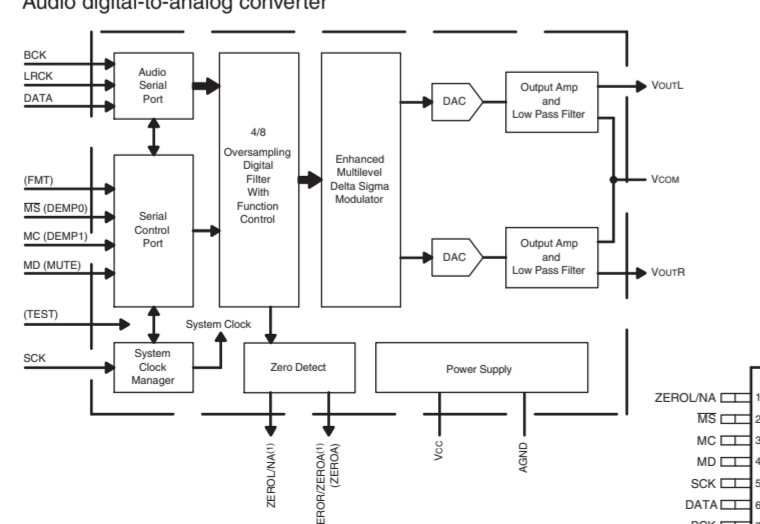 Audio digital-to-analog converter
BCK
LRCK
DATA
Audio
Serial
Port
4/8
Oversampling
Digital
Filter
With
Function
Control
Enhanced
Multilevel
Delta Sigma
Modulator
DAC
Output Amp
and
Low Pass Filter
VOUTL
VCOM
(FMT)
MS (DEMP0)
MC (DEMP1)
MD (MUTE)
Serial
Control
Port
DAC
Output Amp
and
Low Pass Filter
VOUTR
(TEST)
System Clock
SCK
System
Clock
Manager
Zero Detect
Power Supply
ZEROL/NA(1)
EROR/ZEROA(1)
(ZEROA)
VCC
AGND
ZEROL/NA 1
MS 2
MC 3
MD 4
SCK 5
DATA 6